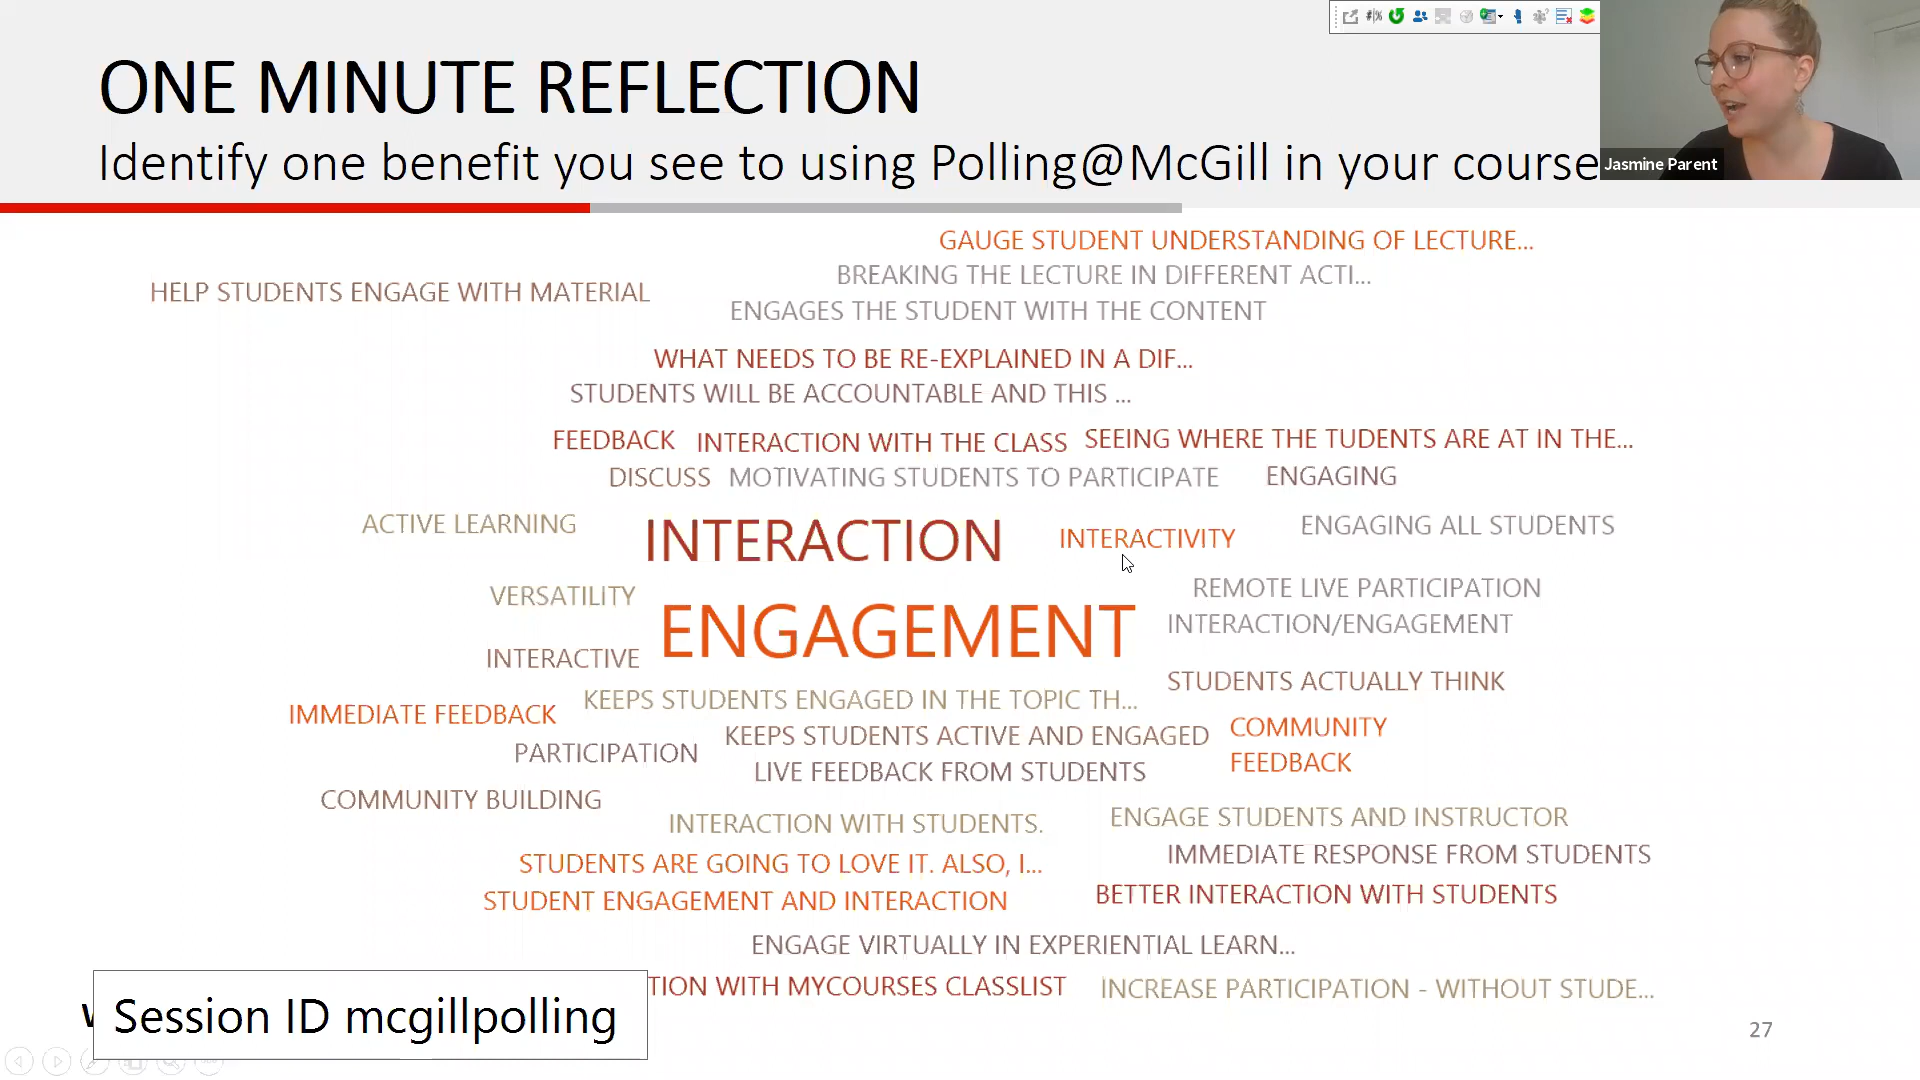 ONE MINUTE REFLECTION
Identify one benefit you see to using Polling@McGill in your course
Jasmine Parent
GAUGE STUDENT UNDERSTANDING OF LECTURE...
BREAKING THE LECTURE IN DIFFERENT ACTI...
HELP STUDENTS ENGAGE WITH MATERIAL
ENGAGES THE STUDENT WITH THE CONTENT
WHAT NEEDS TO BE RE-EXPLAINED IN A DIF...
STUDENTS WILL BE ACCOUNTABLE AND THIS ...
FEEDBACK INTERACTION WITH THE CLASS SEEING WHERE THE TUDENTS ARE AT IN THE...
DISCUSS MOTIVATING STUDENTS TO PARTICIPATE ENGAGING
ACTIVE LEARNING INTERACTION INTERACTIVITY ENGAGING ALL STUDENTS
VERSATILITY REMOTE LIVE PARTICIPATION
ENGAGEMENT INTERACTION/ENGAGEMENT
INTERACTIVE
STUDENTS ACTUALLY THINK
IMMEDIATE FEEDBACK KEEPS STUDENTS ENGAGED IN THE TOPIC TH...
KEEPS STUDENTS ACTIVE AND ENGAGED COMMUNITY
PARTICIPATION
LIVE FEEDBACK FROM STUDENTS FEEDBACK
COMMUNITY BUILDING
INTERACTION WITH STUDENTS. ENGAGE STUDENTS AND INSTRUCTOR
STUDENTS ARE GOING TO LOVE IT. ALSO, I... IMMEDIATE RESPONSE FROM STUDENTS
STUDENT ENGAGEMENT AND INTERACTION BETTER INTERACTION WITH STUDENTS
ENGAGE VIRTUALLY IN EXPERIENTIAL LEARN...
TION WITH MYCOURSES CLASSLIST INCREASE PARTICIPATION - WITHOUT STUDE...
Session ID mcgillpolling
27